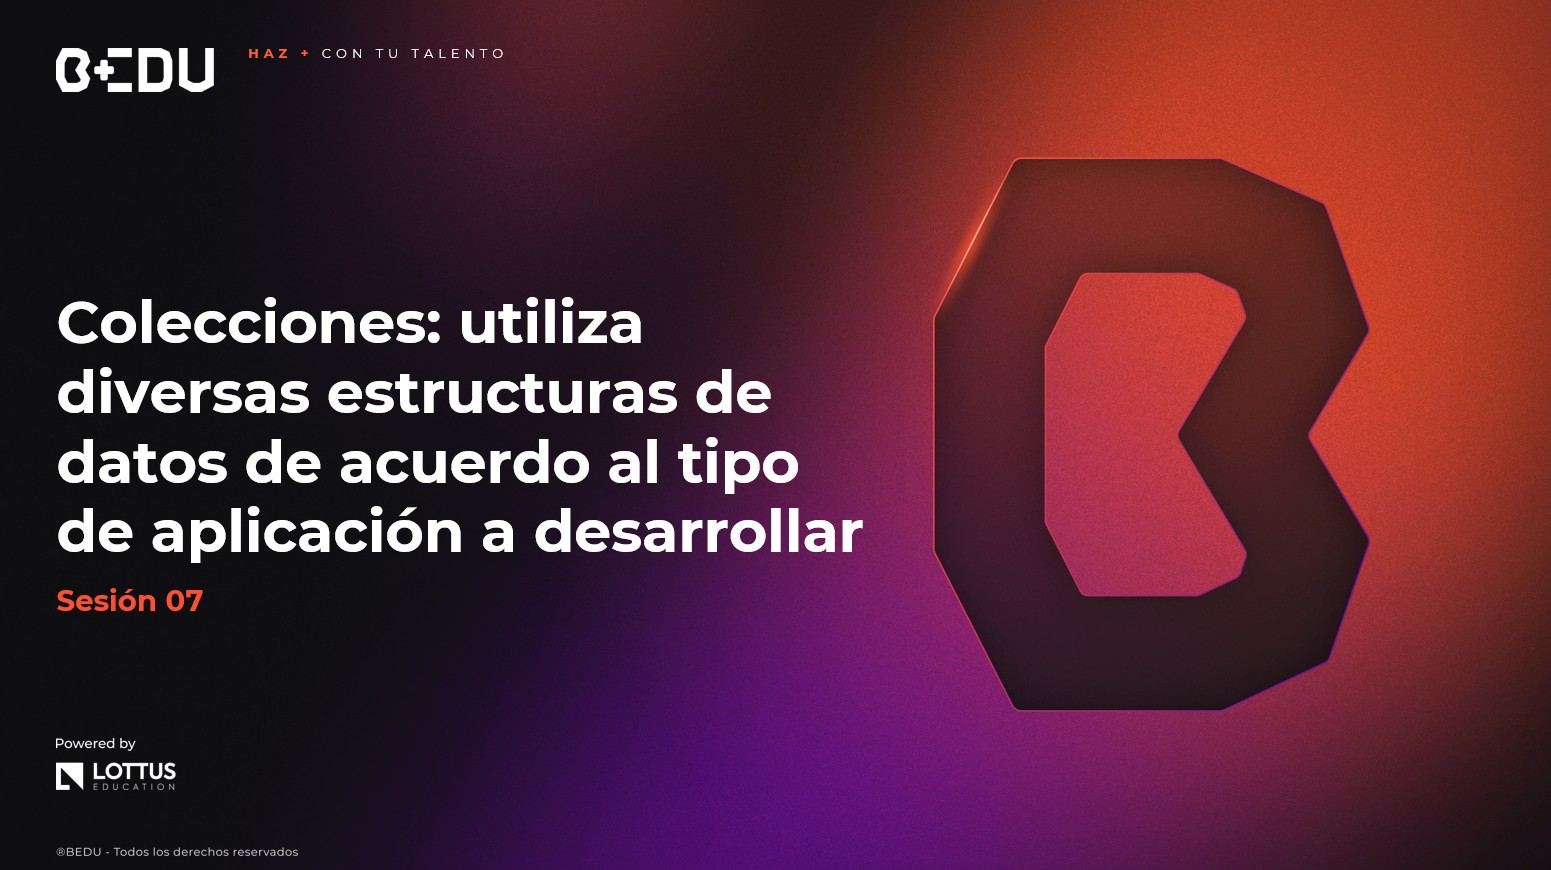 B+EDU
HAZ + CON TU TALENTO
Colecciones: utiliza
diversas estructuras de
datos de acuerdo al tipo
de aplicación a desarrollar
Sesión 07
Powered by
LOTTUS
EDUCATION
®BEDU - Todos los derechos reservados